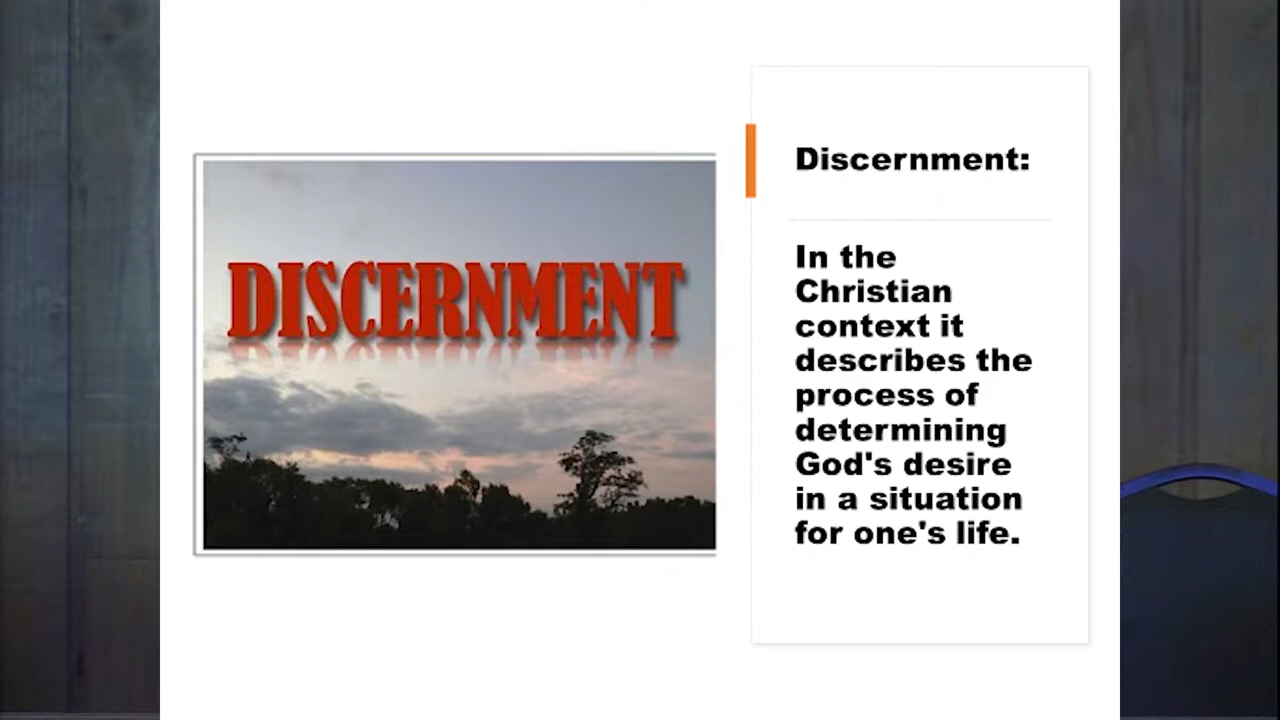 DISCERNMENT
Discernment:
In the
Christian
context it
describes the
process of
determining
God's desire
in a situation
for one's life.